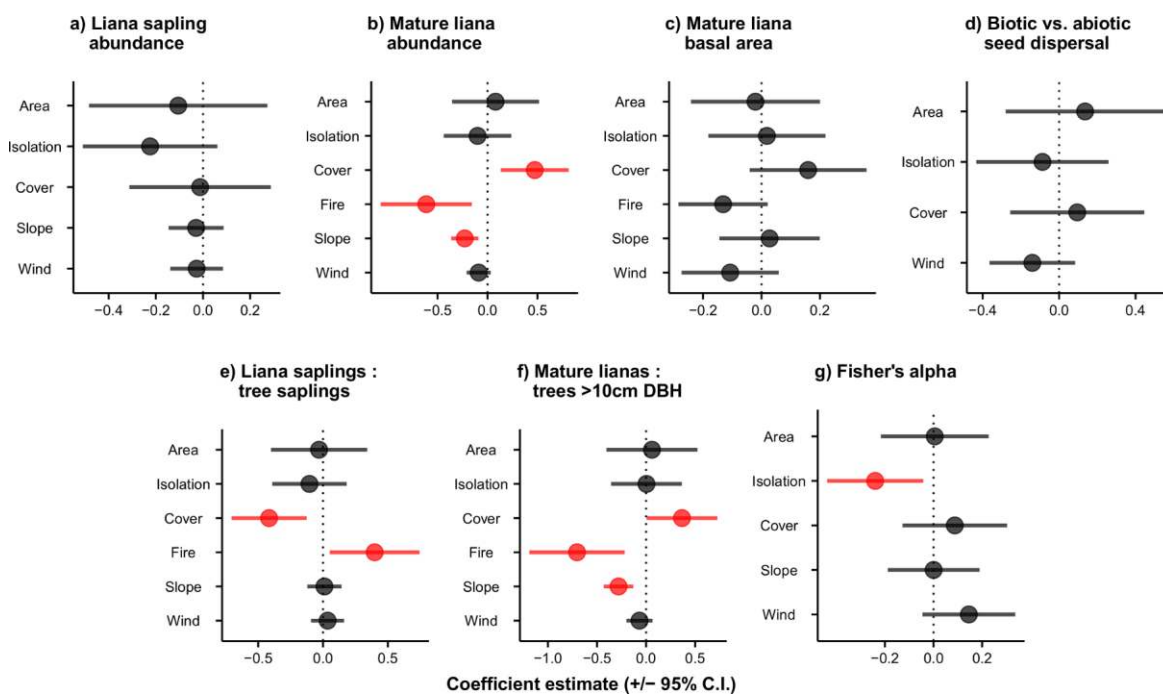 a) Liana sapling
abundance
b) Mature liana
abundance
c) Mature liana
basal area
d) Biotic vs. abiotic
seed dispersal
Area
Isolation
Cover
Slope
Wind
−0.4 −0.2 0.0 0.2
Area
Isolation
Cover
Fire
Slope
Wind
−0.5 0.0 0.5
Area
Isolation
Cover
Fire
Slope
Wind
−0.2 0.0 0.2
Area
Isolation
Cover
Wind
−0.4 0.0 0.4
e) Liana saplings :
tree saplings
f) Mature lianas :
trees >10cm DBH
g) Fisher's alpha
Area
Isolation
Cover
Fire
Slope
Wind
−0.5 0.0 0.5
Area
Isolation
Cover
Fire
Slope
Wind
−1.0 −0.5 0.0 0.5
Area
Isolation
Cover
Slope
Wind
−0.2 0.0 0.2
Coefficient estimate (+/− 95% C.I.)